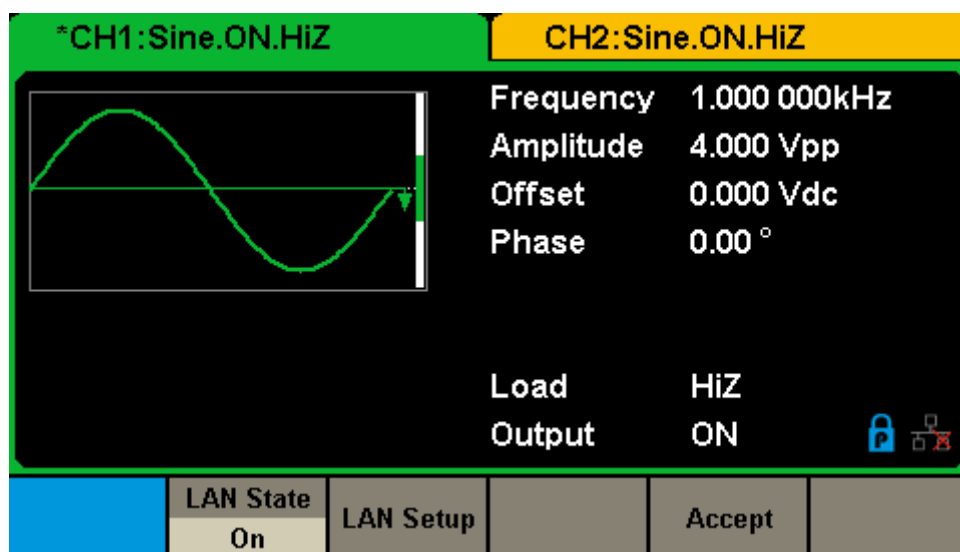 *CH1:Sine.ON.HiZ CH2:Sine.ON.HiZ
Frequency 1.000 000kHz
Amplitude 4.000 Vpp
Offset 0.000 Vdc
Phase 0.00 °
Load HiZ
Output ON
LAN State
On
LAN Setup
Accept